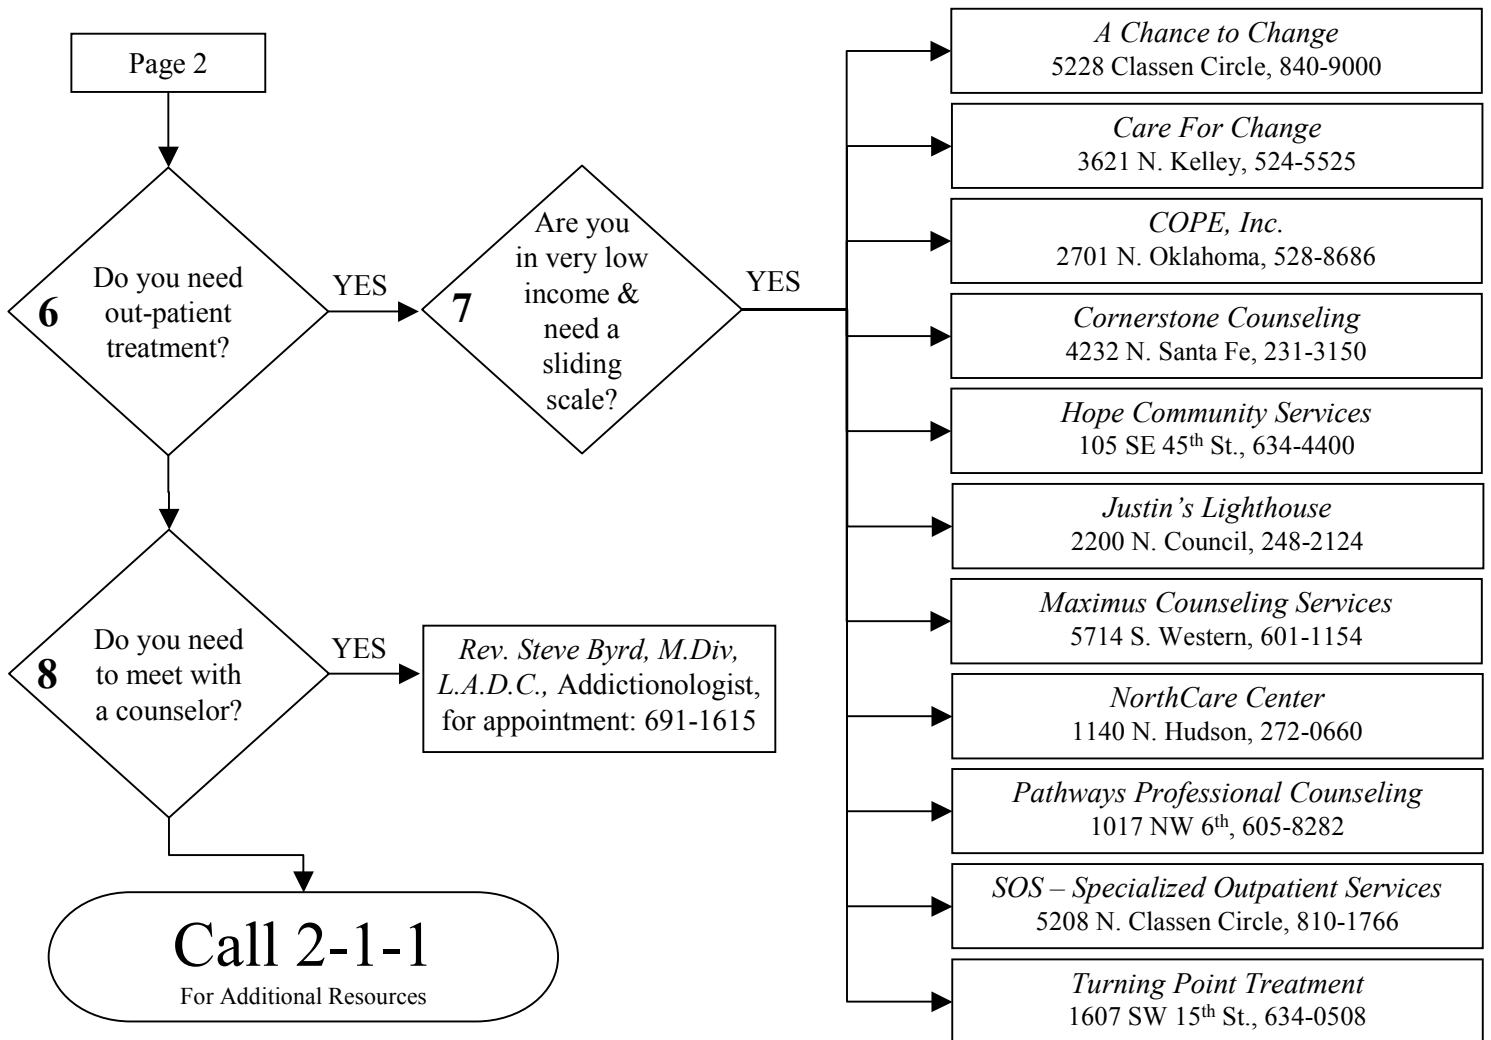 Page 2
6
Do you need
out-patient
treatment?
YES
7
Are you
in very low
income &
need a
sliding
scale?
YES
A Chance to Change
5228 Classen Circle, 840-9000
Care For Change
3621 N. Kelley, 524-5525
COPE, Inc.
2701 N. Oklahoma, 528-8686
Cornerstone Counseling
4232 N. Santa Fe, 231-3150
Hope Community Services
105 SE 45th St., 634-4400
Justin’s Lighthouse
2200 N. Council, 248-2124
Maximus Counseling Services
5714 S. Western, 601-1154
NorthCare Center
1140 N. Hudson, 272-0660
Pathways Professional Counseling
1017 NW 6th, 605-8282
SOS – Specialized Outpatient Services
5208 N. Classen Circle, 810-1766
Turning Point Treatment
1607 SW 15th St., 634-0508
8
Do you need
to meet with
a counselor?
YES
Rev. Steve Byrd, M.Div,
L.A.D.C., Addictionologist,
for appointment: 691-1615
Call 2-1-1
For Additional Resources